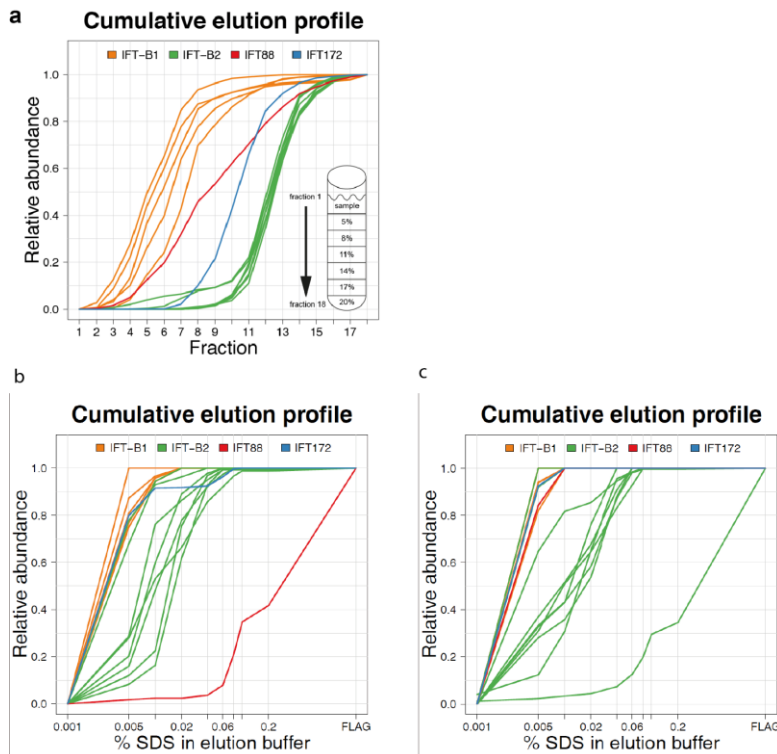 a
Cumulative elution profile
IFT-B1 IFT-B2 IFT88 IFT172
1.0
0.8
0.6
0.4
0.2
0.0
Relative abundance
fraction 1
sample
5%
8%
11%
14%
17%
20%
fraction 18
1 2 3 4 5 6 7 8 9 11 13 15 17
Fraction
b
Cumulative elution profile
IFT-B1 IFT-B2 IFT88 IFT172
1.0
0.8
0.6
0.4
0.2
0.0
Relative abundance
0.001 0.005 0.02 0.06 0.2 FLAG
% SDS in elution buffer
c
Cumulative elution profile
IFT-B1 IFT-B2 IFT88 IFT172
1.0
0.8
0.6
0.4
0.2
0.0
Relative abundance
0.001 0.005 0.02 0.06 0.2 FLAG
% SDS in elution buffer